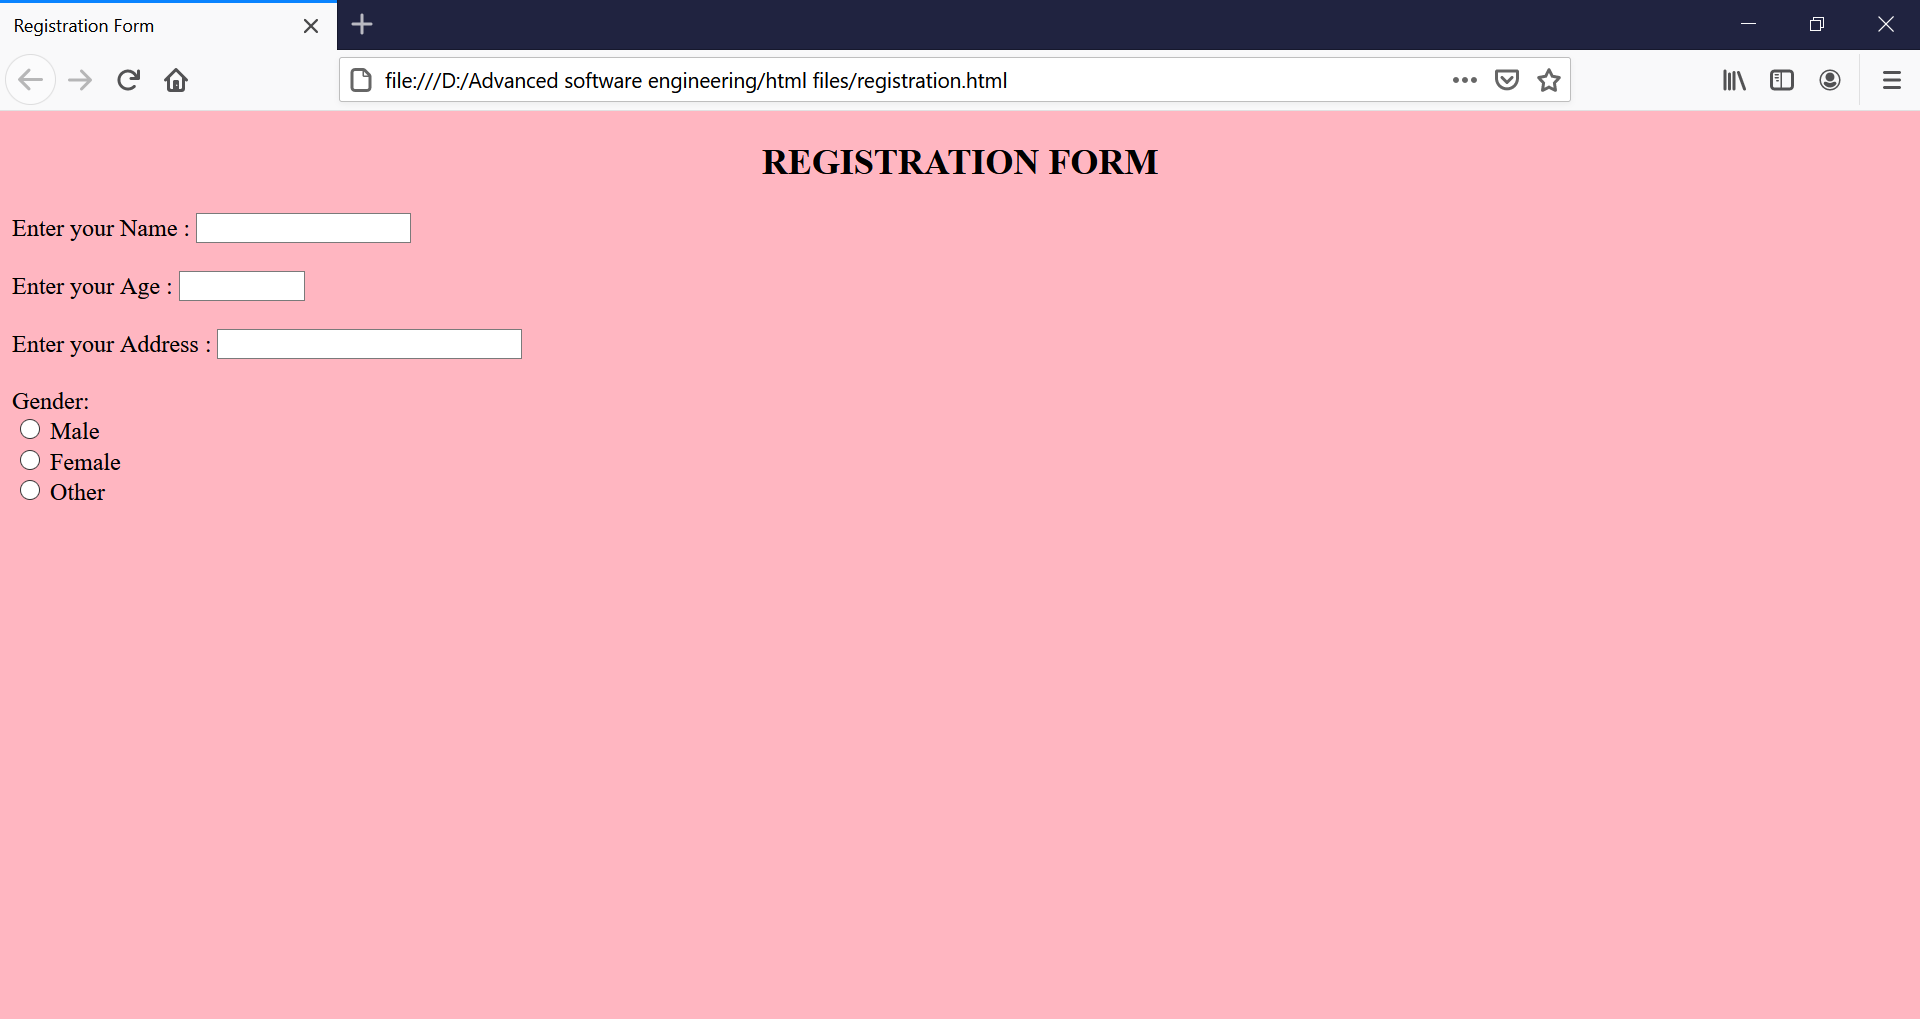 Registration Form
file:///D:/Advanced software engineering/html files/registration.html
REGISTRATION FORM
Enter your Name :
Enter your Age :
Enter your Address :
Gender:
Male
Female
Other